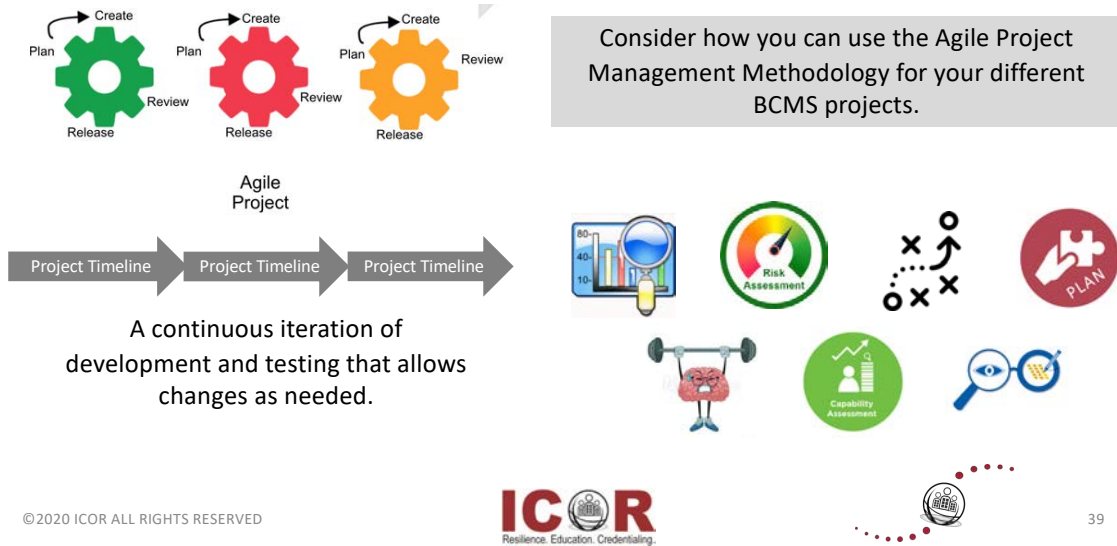 Create
Plan
Review
Release
Create
Plan
Review
Release
Create
Plan
Review
Release
Agile
Project
Project Timeline
Project Timeline
Project Timeline
A continuous iteration of
development and testing that allows
changes as needed.
Consider how you can use the Agile Project
Management Methodology for your different
BCMS projects.
80-
40-
10-
Risk
Assessment
PLAN
Capability
Assessment
©2020 ICOR ALL RIGHTS RESERVED
ICOR
Resilience. Education. Credentialing.
39